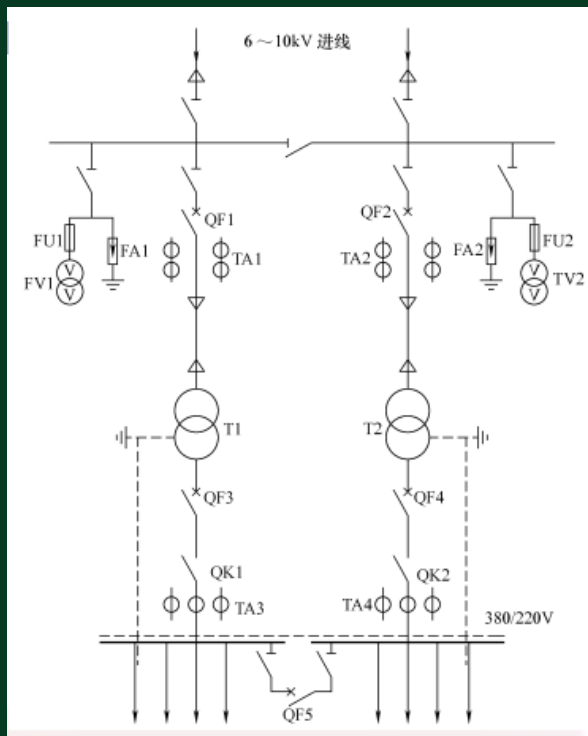 6～10kV 进线
QF1
QF2
FU1
FA1
TA1
TA2
FA2
FU2
FV1
V
V
V
V
TV2
T1
T2
QF3
QF4
QK1
QK2
TA3
TA4
380/220V
QF5